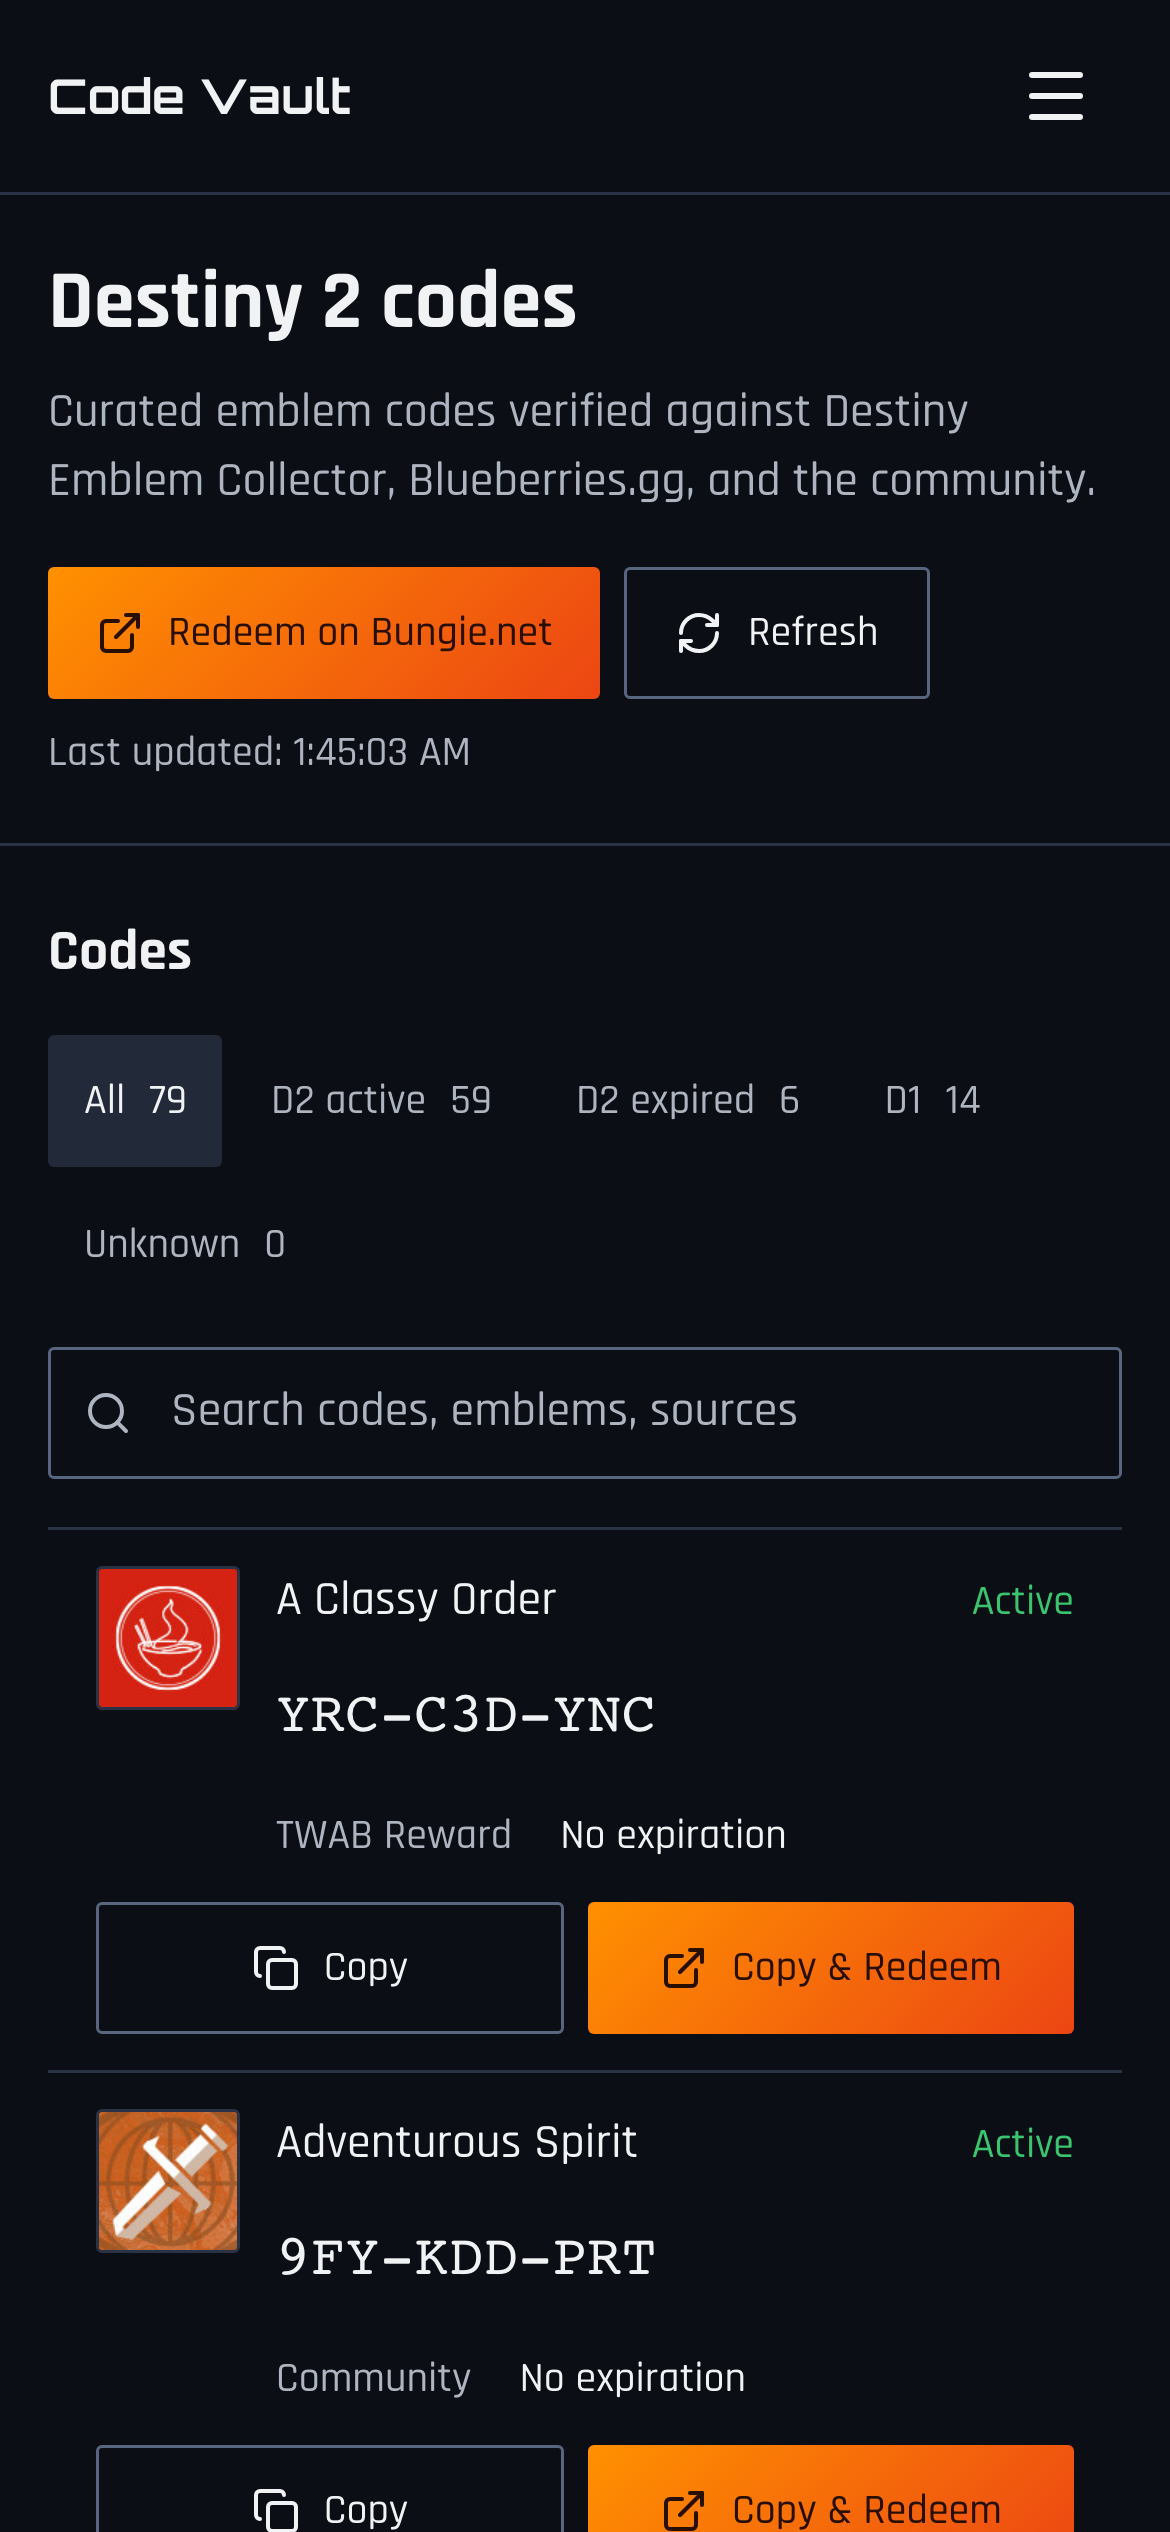 Code Vault
Destiny 2 codes
Curated emblem codes verified against Destiny
Emblem Collector, Blueberries.gg, and the community.
Redeem on Bungie.net
Refresh
Last updated: 1:45:03 AM
Codes
All 79
D2 active 59
D2 expired 6
D1 14
Unknown 0
Search codes, emblems, sources
A Classy Order
Active
YRC-C3D-YNC
TWAB Reward
No expiration
Copy
Copy & Redeem
Adventurous Spirit
Active
9FY-KDD-PRT
Community
No expiration
Copy
Copy & Redeem